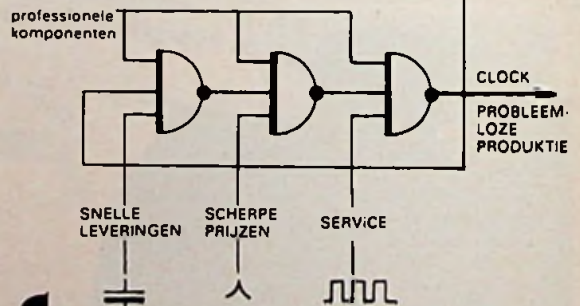 professionele
komponenten
CLOCK
PROBLEEM-
LOZE
PRODUKTIE
SNELLE
LEVERINGEN
SCHERPE
PRIJZEN
SERVICE